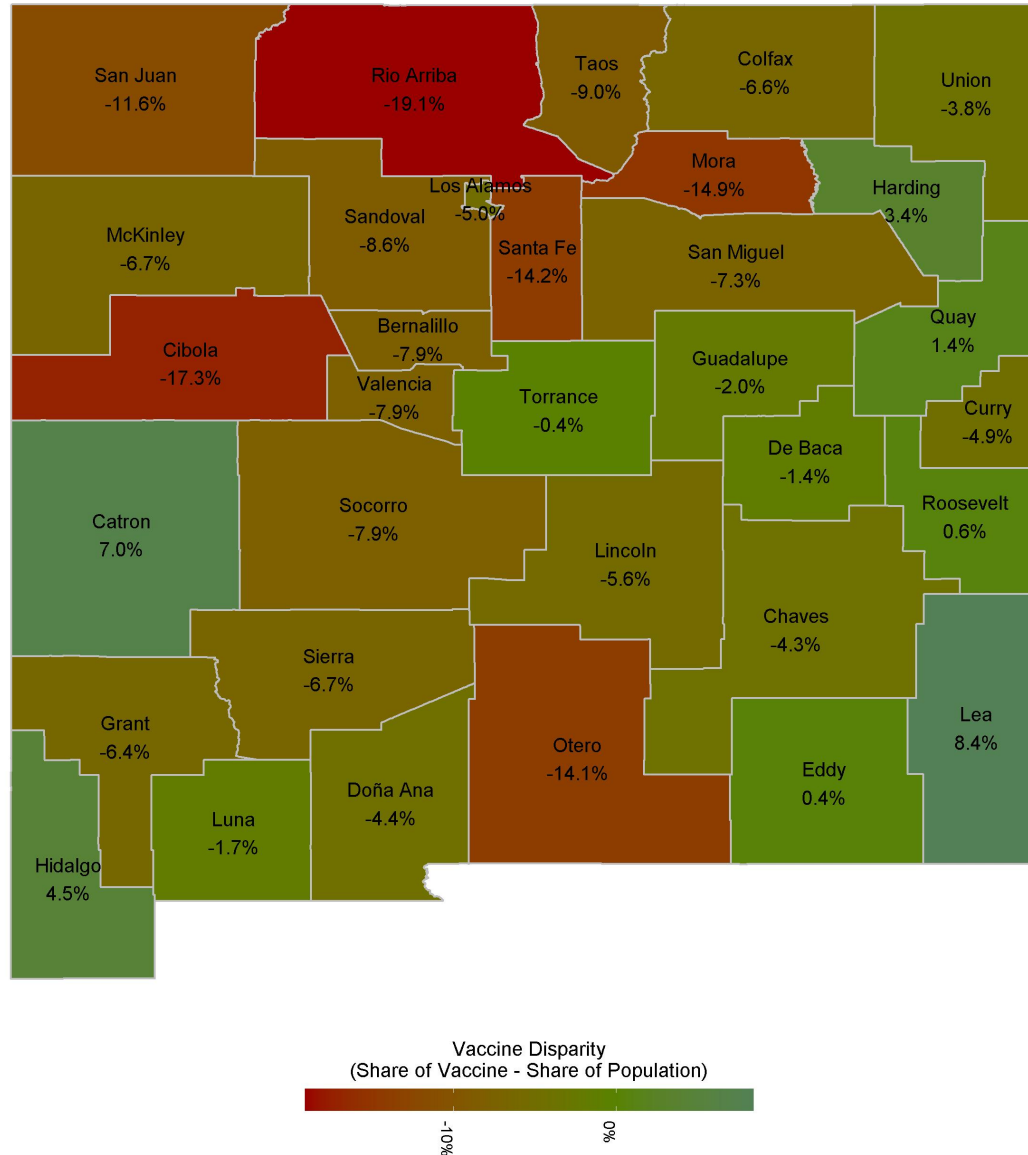 San Juan
-11.6%
Rio Arriba
-19.1%
Taos
-9.0%
Colfax
-6.6%
Union
-3.8%
Mora
-14.9%
Harding
3.4%
Los Alamos
-5.0%
Sandoval
-8.6%
McKinley
-6.7%
Santa Fe
-14.2%
San Miguel
-7.3%
Quay
1.4%
Bernalillo
-7.9%
Cibola
-17.3%
Guadalupe
-2.0%
Valencia
-7.9%
Torrance
-0.4%
Curry
-4.9%
De Baca
-1.4%
Catron
7.0%
Socorro
-7.9%
Roosevelt
0.6%
Lincoln
-5.6%
Chaves
-4.3%
Sierra
-6.7%
Grant
-6.4%
Otero
-14.1%
Lea
8.4%
Eddy
0.4%
Doña Ana
-4.4%
Luna
-1.7%
Hidalgo
4.5%
Vaccine Disparity
(Share of Vaccine - Share of Population)
-10%
0%